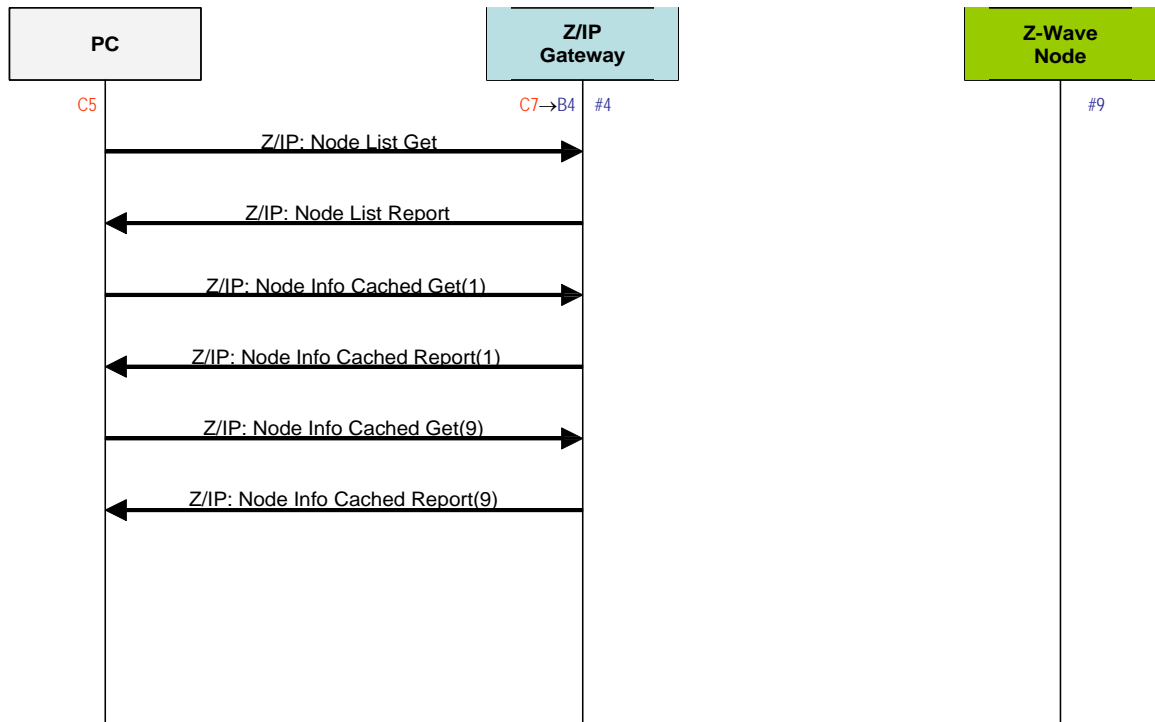 PC
Z/IP
Gateway
Z-Wave
Node
C5
C7→B4
#4
#9
Z/IP: Node List Get
Z/IP: Node List Report
Z/IP: Node Info Cached Get(1)
Z/IP: Node Info Cached Report(1)
Z/IP: Node Info Cached Get(9)
Z/IP: Node Info Cached Report(9)